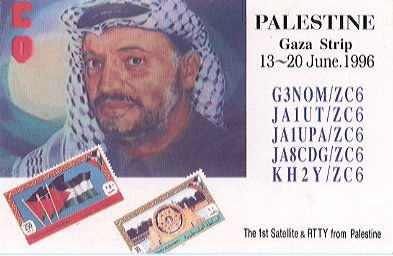 CQ
PALESTINE
Gaza Strip
13~20 June.1996
G3NOM/ZC6
JA1UT/ZC6
JA1UPA/ZC6
JA8CDG/ZC6
KH2Y/ZC6
The 1st Satellite & RTTY from Palestine